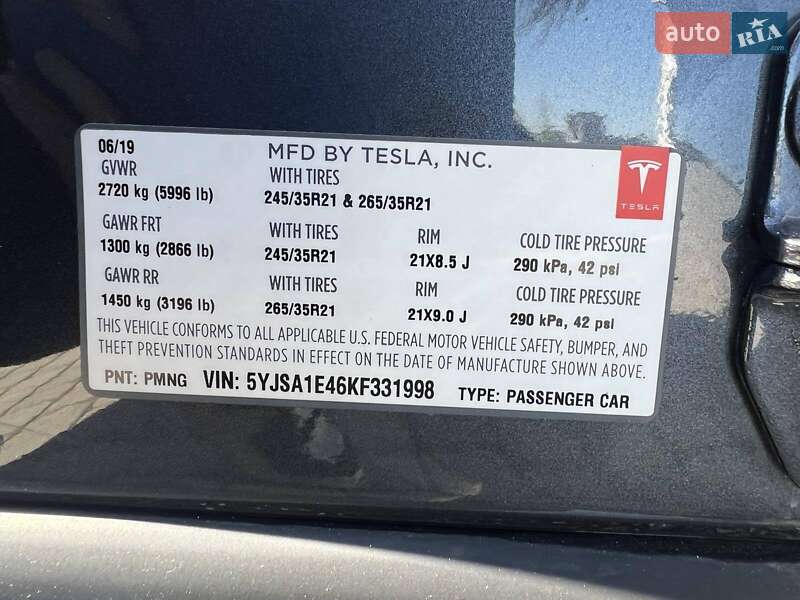 auto RIA.com
06/19 MFD BY TESLA, INC.
GVWR WITH TIRES
2720 kg (5996 lb) 245/35R21 & 265/35R21
TESLA
GAWR FRT WITH TIRES RIM COLD TIRE PRESSURE
1300 kg (2866 lb) 245/35R21 21X8.5 J 290 kPa, 42 psi
GAWR RR WITH TIRES RIM COLD TIRE PRESSURE
1450 kg (3196 lb) 265/35R21 21X9.0 J 290 kPa, 42 psi
THIS VEHICLE CONFORMS TO ALL APPLICABLE U.S. FEDERAL MOTOR VEHICLE SAFETY, BUMPER, AND
THEFT PREVENTION STANDARDS IN EFFECT ON THE DATE OF MANUFACTURE SHOWN ABOVE.
PNT: PMNG VIN: 5YJSA1E46KF331998 TYPE: PASSENGER CAR